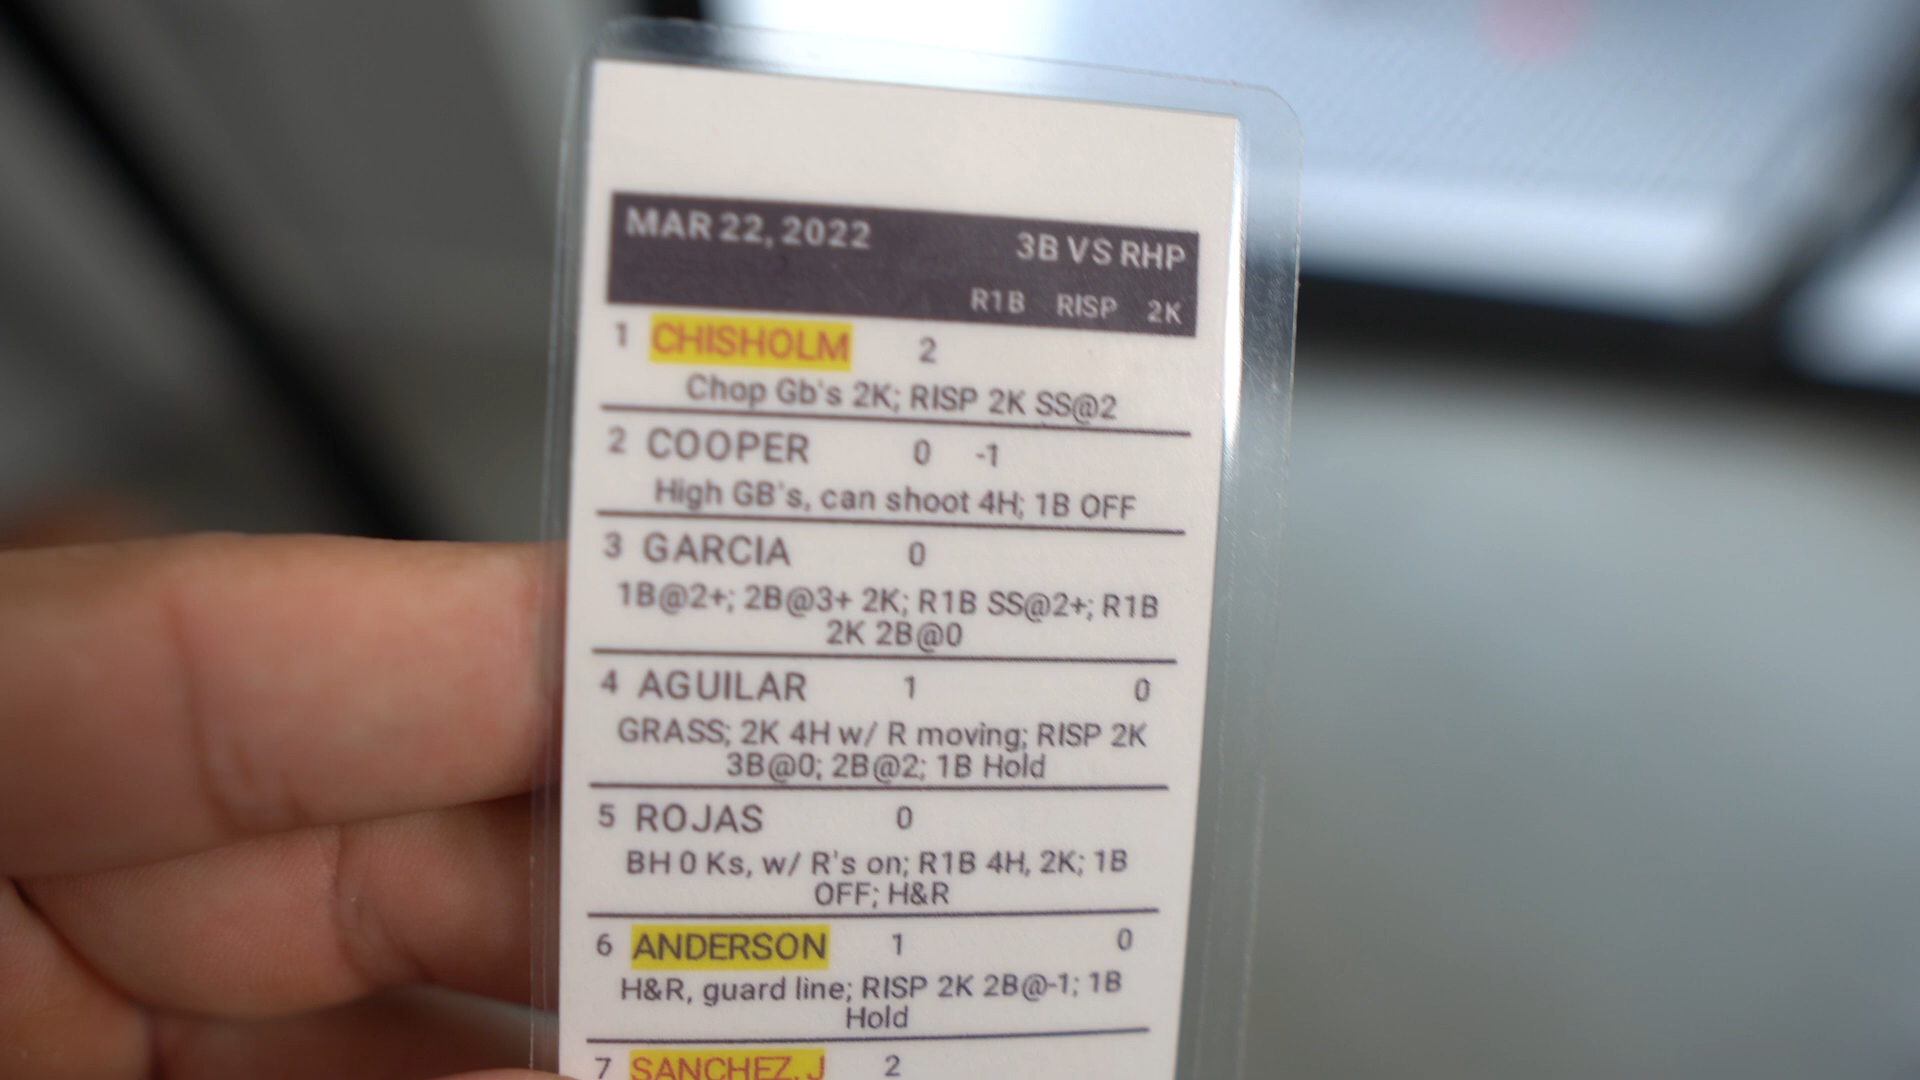 MAR 22, 2022 3B VS RHP
R1B RISP 2K
1 CHISHOLM 2
Chop Gb's 2K; RISP 2K SS@2
2 COOPER 0 -1
High GB's, can shoot 4H; 1B OFF
3 GARCIA 0
1B@2+; 2B@3+ 2K; R1B SS@2+; R1B
2K 2B@0
4 AGUILAR 1 0
GRASS; 2K 4H w/ R moving; RISP 2K
3B@0; 2B@2; 1B Hold
5 ROJAS 0
BH 0 Ks, w/ R's on; R1B 4H, 2K; 1B
OFF; H&R
6 ANDERSON 1 0
H&R, guard line; RISP 2K 2B@-1; 1B
Hold
7 SANCHEZ, J 2